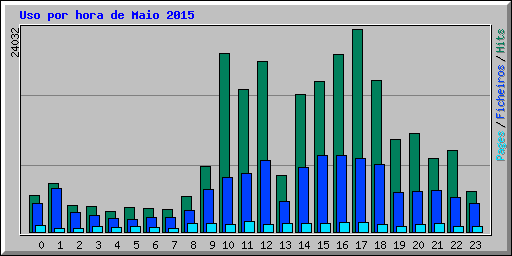 Uso por hora de Maio 2015
24032
Pages/Ficheiros/Hits
0 1 2 3 4 5 6 7 8 9 10 11 12 13 14 15 16 17 18 19 20 21 22 23